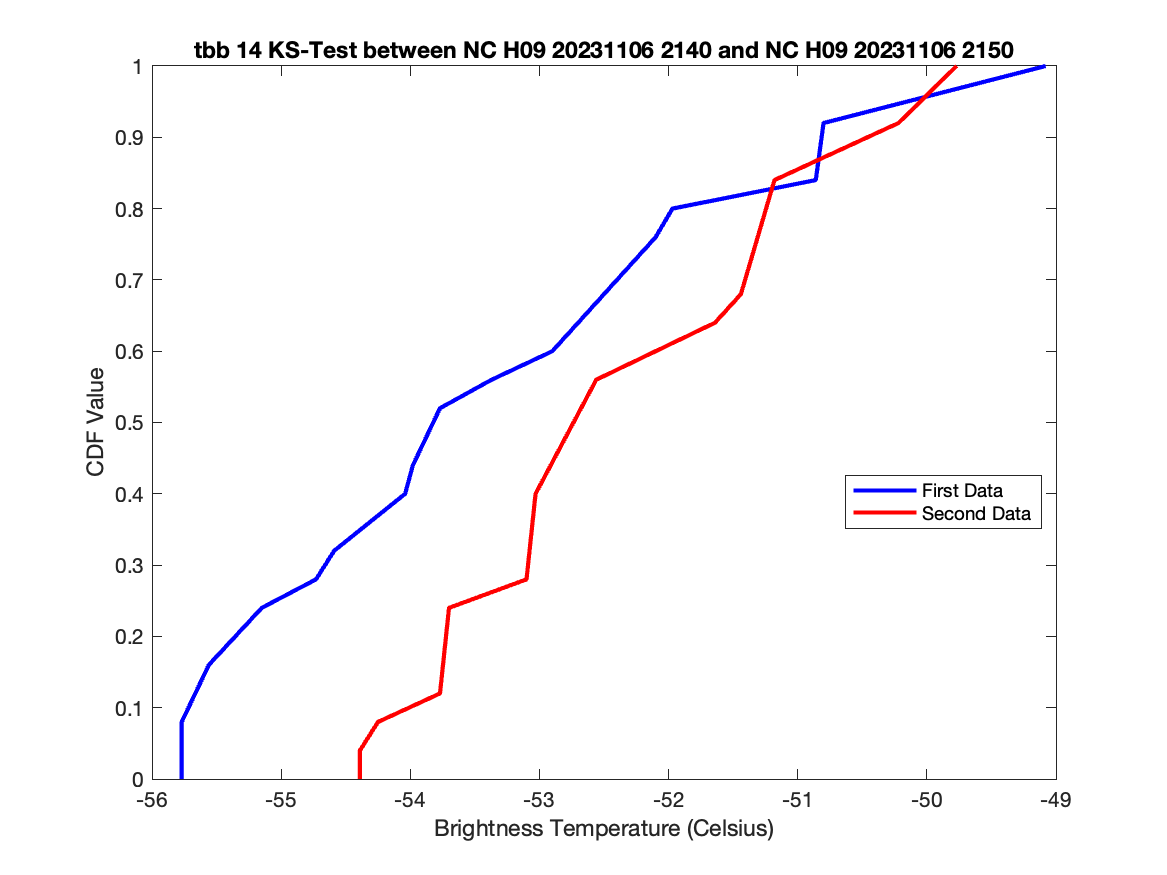 tbb 14 KS-Test between NC H09 20231106 2140 and NC H09 20231106 2150
1
0.9
0.8
0.7
0.6
0.5
0.4
0.3
0.2
0.1
0
CDF Value
First Data
Second Data
-56 -55 -54 -53 -52 -51 -50 -49
Brightness Temperature (Celsius)